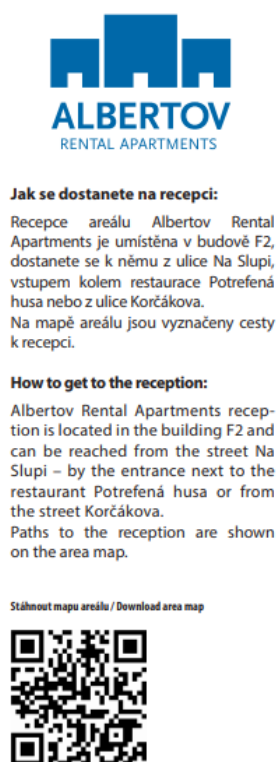 ALBERTOV
RENTAL APARTMENTS
Jak se dostanete na recepci:
Recepce areálu Albertov Rental
Apartments je umístěna v budově F2,
dostanete se k němu z ulice Na Slupi,
vstupem kolem restaurace Potrefená
husa nebo z ulice Korčákova.
Na mapě areálu jsou vyznačeny cesty
k recepci.
How to get to the reception:
Albertov Rental Apartments recep-
tion is located in the building F2 and
can be reached from the street Na
Slupi – by the entrance next to the
restaurant Potrefená husa or from
the street Korčákova.
Paths to the reception are shown
on the area map.
Stáhnout mapu areálu / Download area map